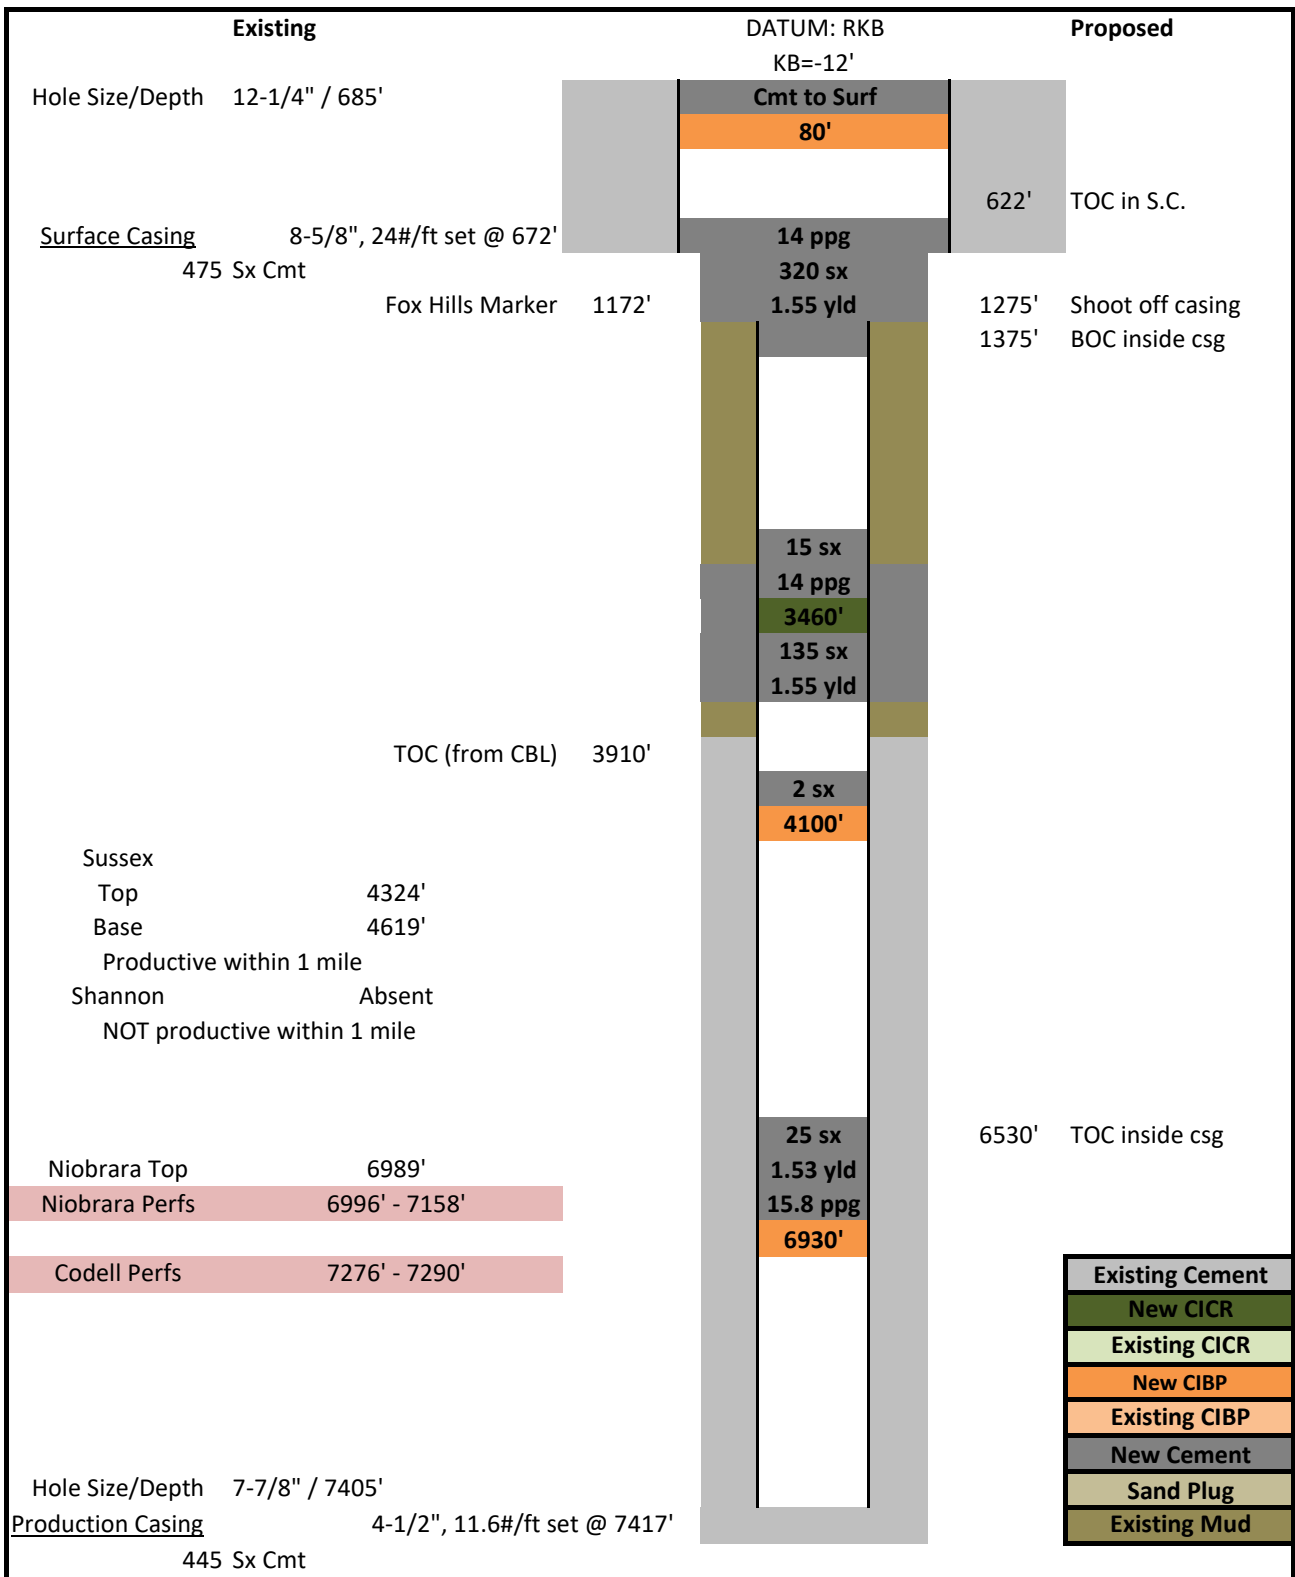 Existing DATUM: RKB Proposed
KB=-12'
Hole Size/Depth 12-1/4" / 685' Cmt to Surf
80'
622' TOC in S.C.
Surface Casing 8-5/8", 24#/ft set @ 672' 14 ppg
475 Sx Cmt 320 sx
Fox Hills Marker 1172' 1.55 yld 1275' Shoot off casing
1375' BOC inside csg
15 sx
14 ppg
3460'
135 sx
1.55 yld
TOC (from CBL) 3910'
2 sx
4100'
Sussex
Top 4324'
Base 4619'
Productive within 1 mile
Shannon Absent
NOT productive within 1 mile
25 sx 6530' TOC inside csg
Niobrara Top 6989' 1.53 yld
Niobrara Perfs 6996' - 7158' 15.8 ppg
6930'
Codell Perfs 7276' - 7290' Existing Cement
New CICR
Existing CICR
New CIBP
Existing CIBP
New Cement
Hole Size/Depth 7-7/8" / 7405' Sand Plug
Production Casing 4-1/2", 11.6#/ft set @ 7417' Existing Mud
445 Sx Cmt